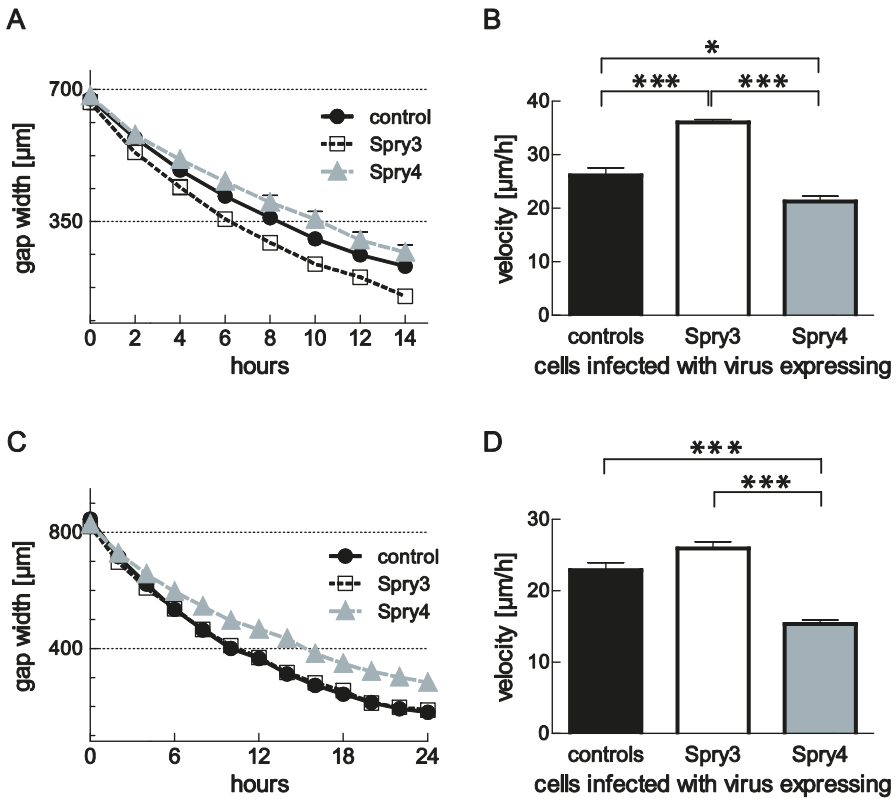 A
700
350
gap width [µm]
control
Spry3
Spry4
0 2 4 6 8 10 12 14
hours
B
*
*** ***
40
30
20
10
0
velocity [µm/h]
controls Spry3 Spry4
cells infected with virus expressing
C
800
400
gap width [µm]
control
Spry3
Spry4
0 6 12 18 24
hours
D
***
***
30
20
10
0
velocity [µm/h]
controls Spry3 Spry4
cells infected with virus expressing